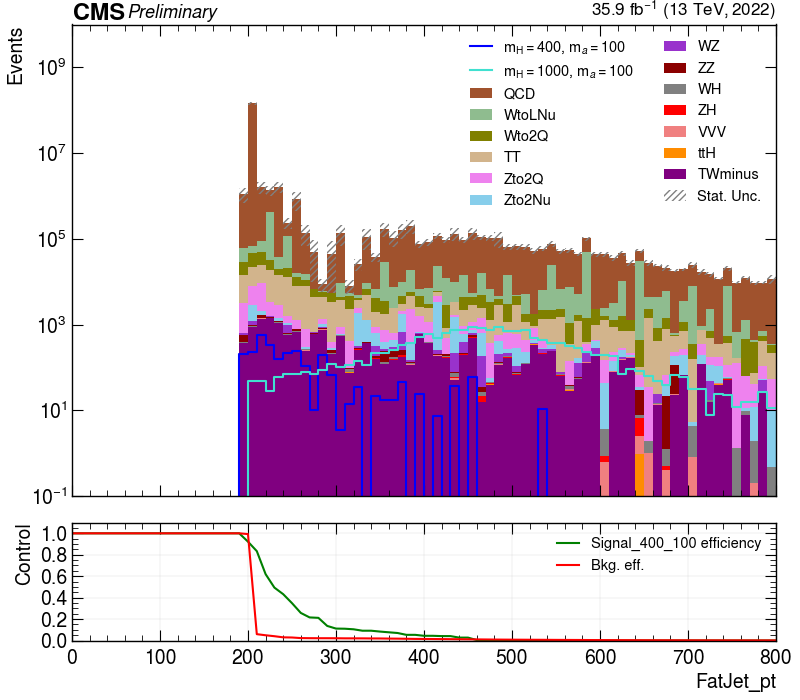 CMS Preliminary
35.9 fb⁻¹ (13 TeV, 2022)
Events
10⁹
10⁷
10⁵
10³
10¹
10⁻¹
m_H = 400, m_a = 100
m_H = 1000, m_a = 100
QCD
WtoLNu
Wto2Q
TT
Zto2Q
Zto2Nu
WZ
ZZ
WH
ZH
VVV
ttH
TWminus
Stat. Unc.
Control
1.0
0.8
0.6
0.4
0.2
0.0
Signal_400_100 efficiency
Bkg. eff.
0 100 200 300 400 500 600 700 800
FatJet_pt